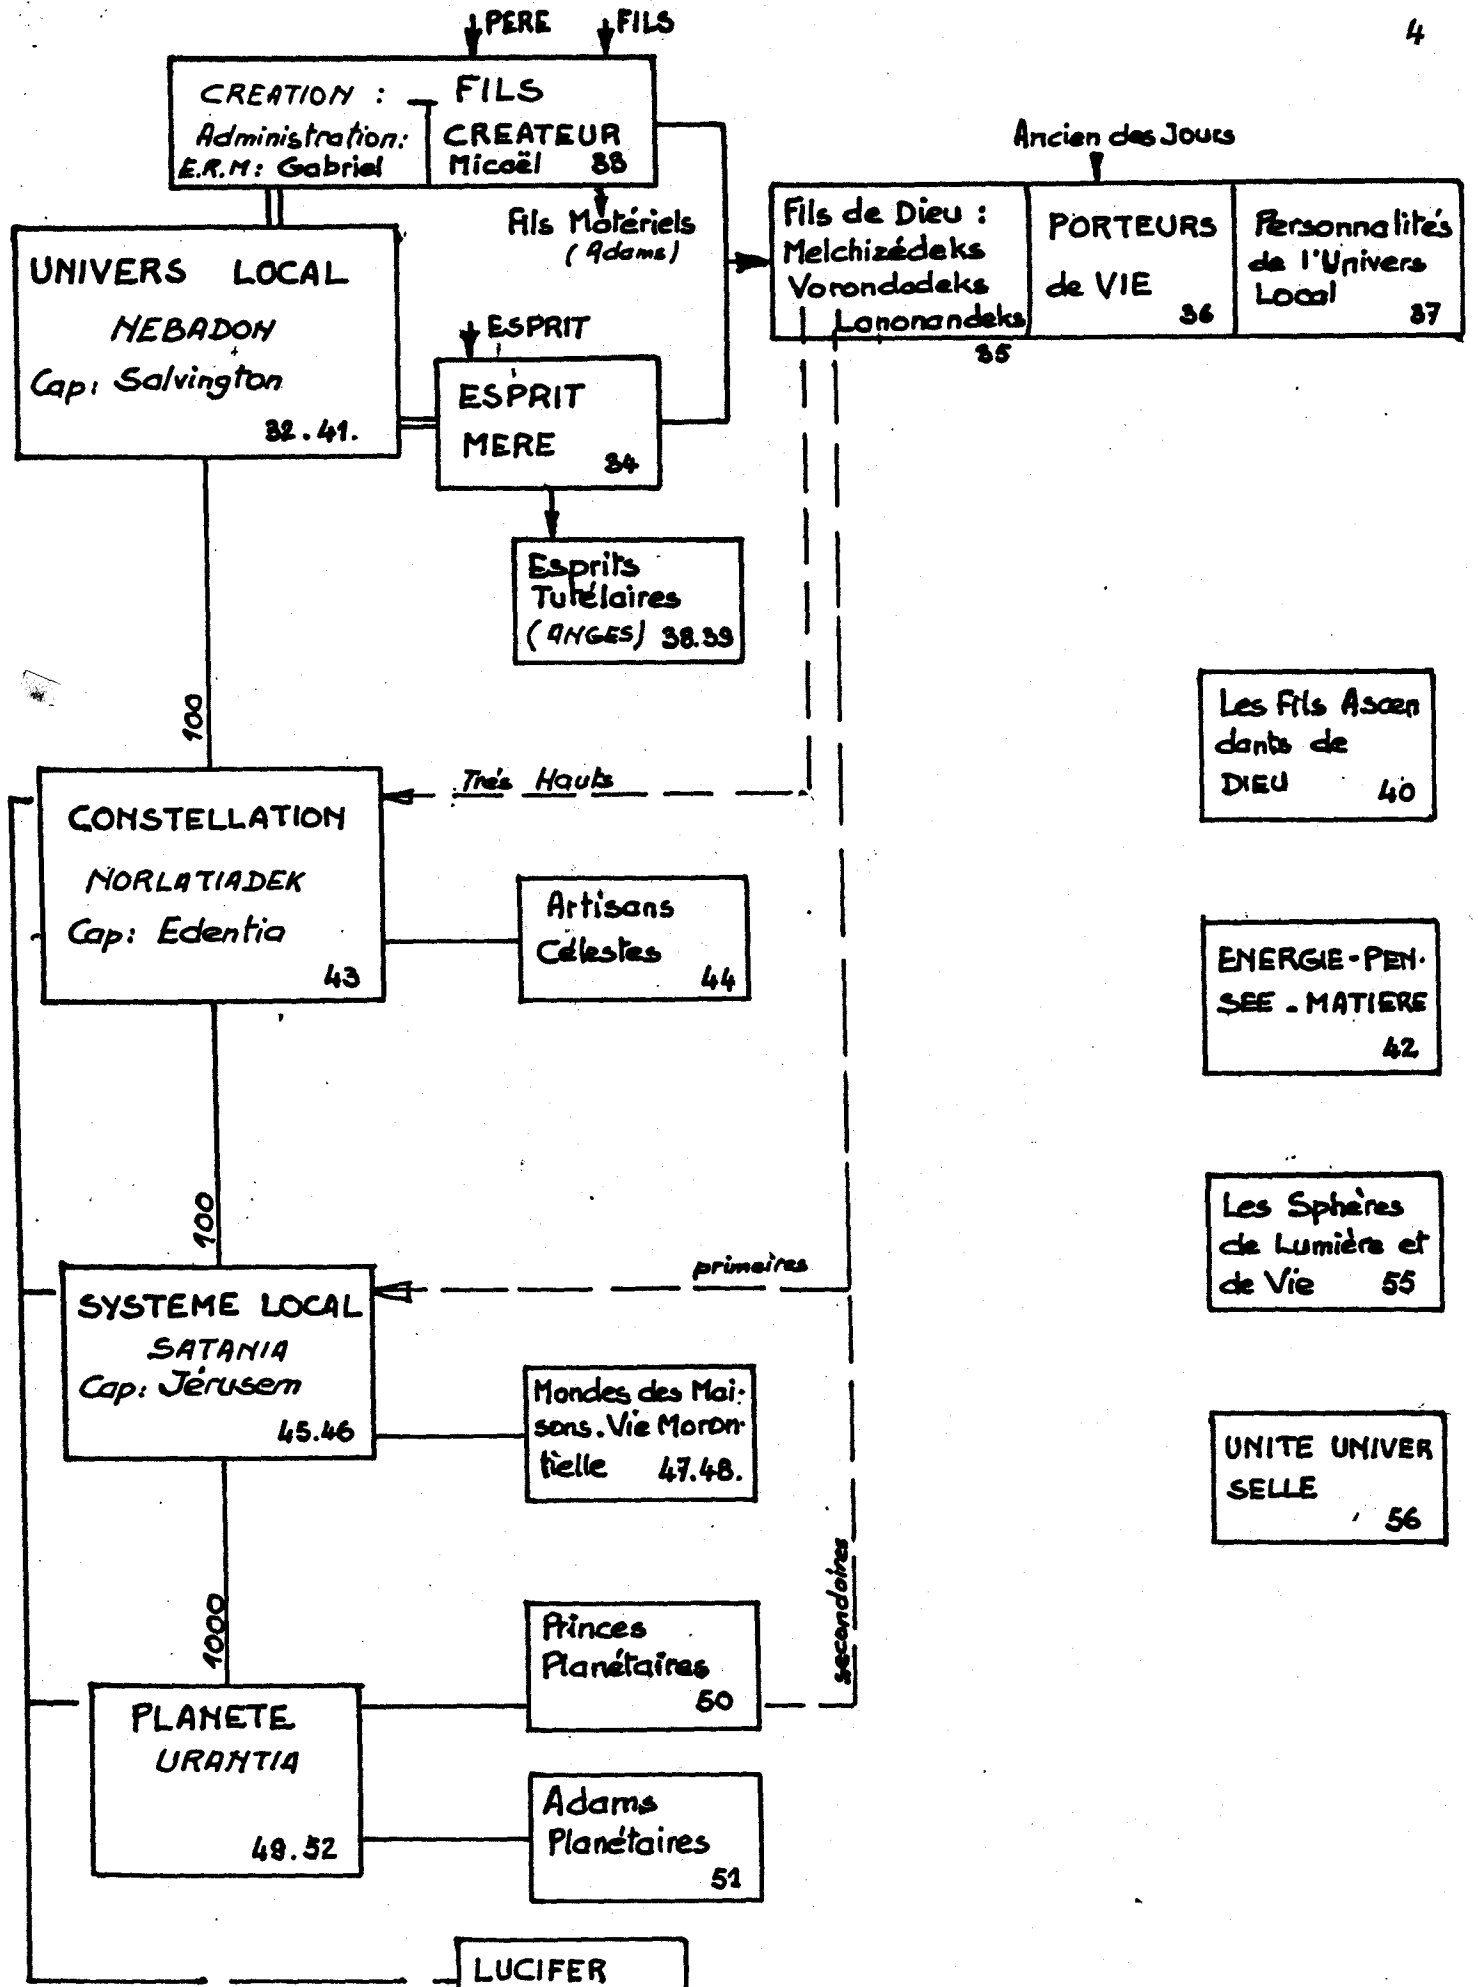 4
PERE
FILS
CREATION :
Administration:
E.R.M: Gabriel
FILS
CREATEUR
Micaël 33
Fils Matériels
(Adams)
Ancien des Jours
Fils de Dieu :
Melchizédeks
Vorondadeks
Lanonandeks
35
PORTEURS
de VIE
36
Personnalités
de l'Univers
Local
37
UNIVERS LOCAL
NEBADON
Cap: Salvington
32.41.
ESPRIT
ESPRIT
MERE
34
Esprits
Tutélaires
(ANGES) 38.39
100
Les Fils Ascen
dants de
DIEU 40
Trés Hauts
CONSTELLATION
NORLATIADEK
Cap: Edentia
43
Artisans
Célestes
44
ENERGIE-PEN-
SEE - MATIERE
42
100
Les Sphères
de Lumière et
de Vie 55
primaires
SYSTEME LOCAL
SATANIA
Cap: Jérusem
45.46
Mondes des Mai-
sons. Vie Moron-
tielle 47.48.
UNITE UNIVER
SELLE
56
1000
secondaires
Princes
Planétaires
50
PLANETE
URANTIA
49.52
Adams
Planétaires
51
LUCIFER